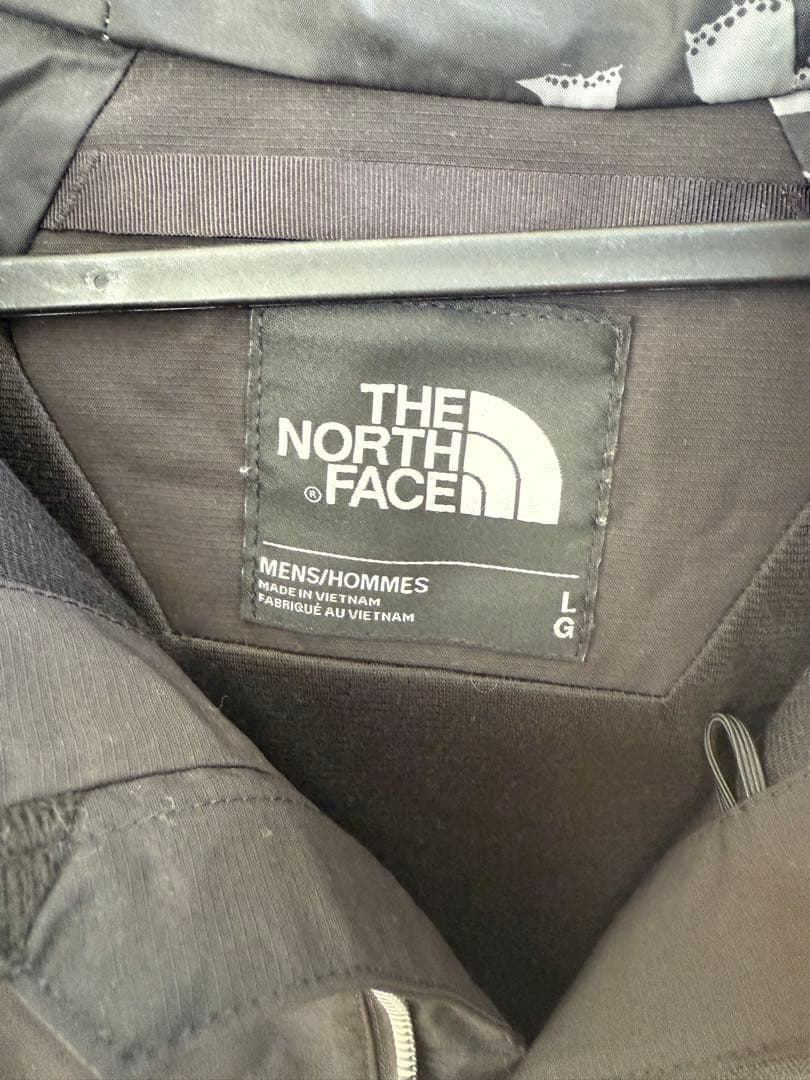 THE
NORTH
® FACE
MENS/HOMMES
MADE IN VIETNAM
FABRIQUÉ AU VIETNAM
L
G